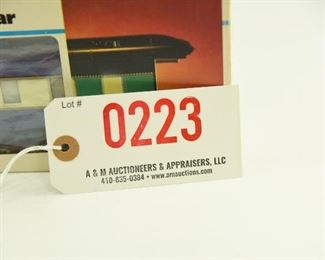 ar
Lot #
0223
A & M AUCTIONEERS & APPRAISERS, LLC
410-835-0384 • www.amauctions.com